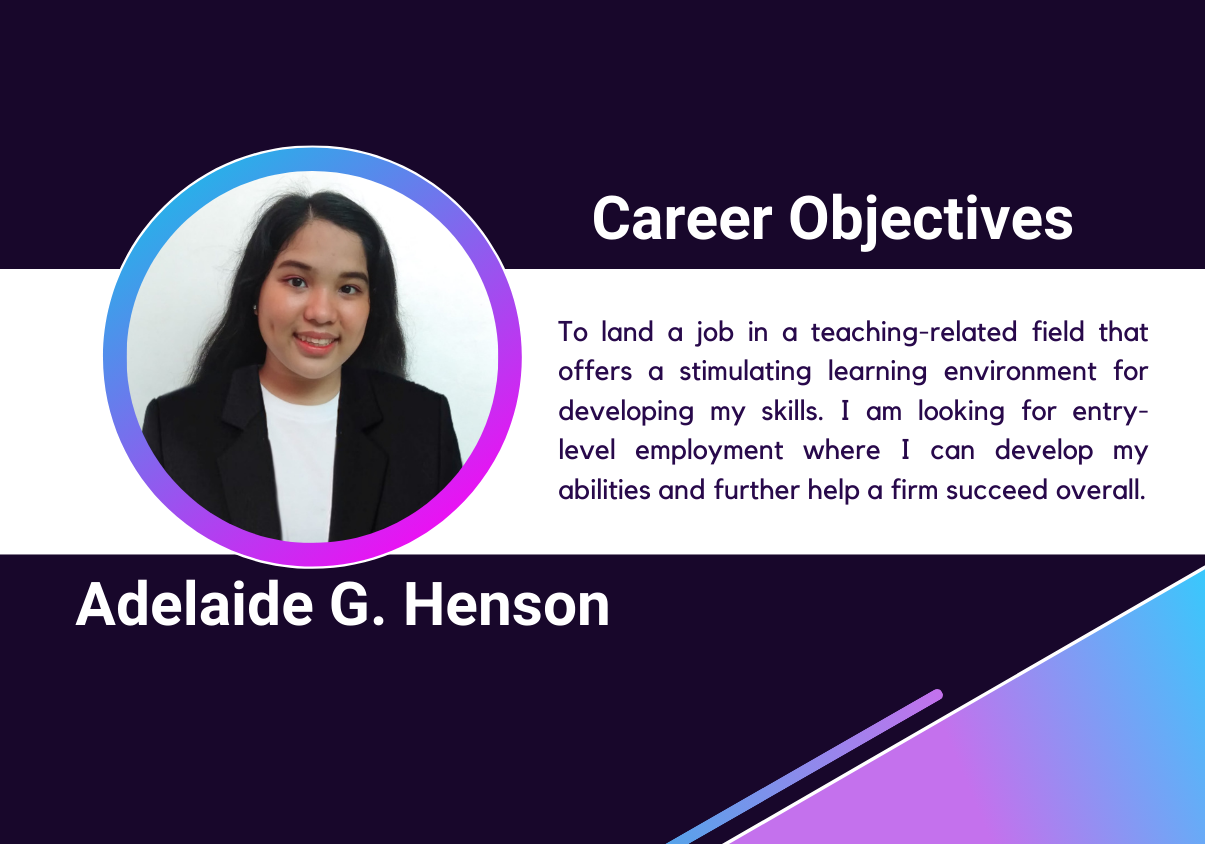 Career Objectives
To land a job in a teaching-related field that
offers a stimulating learning environment for
developing my skills. I am looking for entry-
level employment where I can develop my
abilities and further help a firm succeed overall.
Adelaide G. Henson